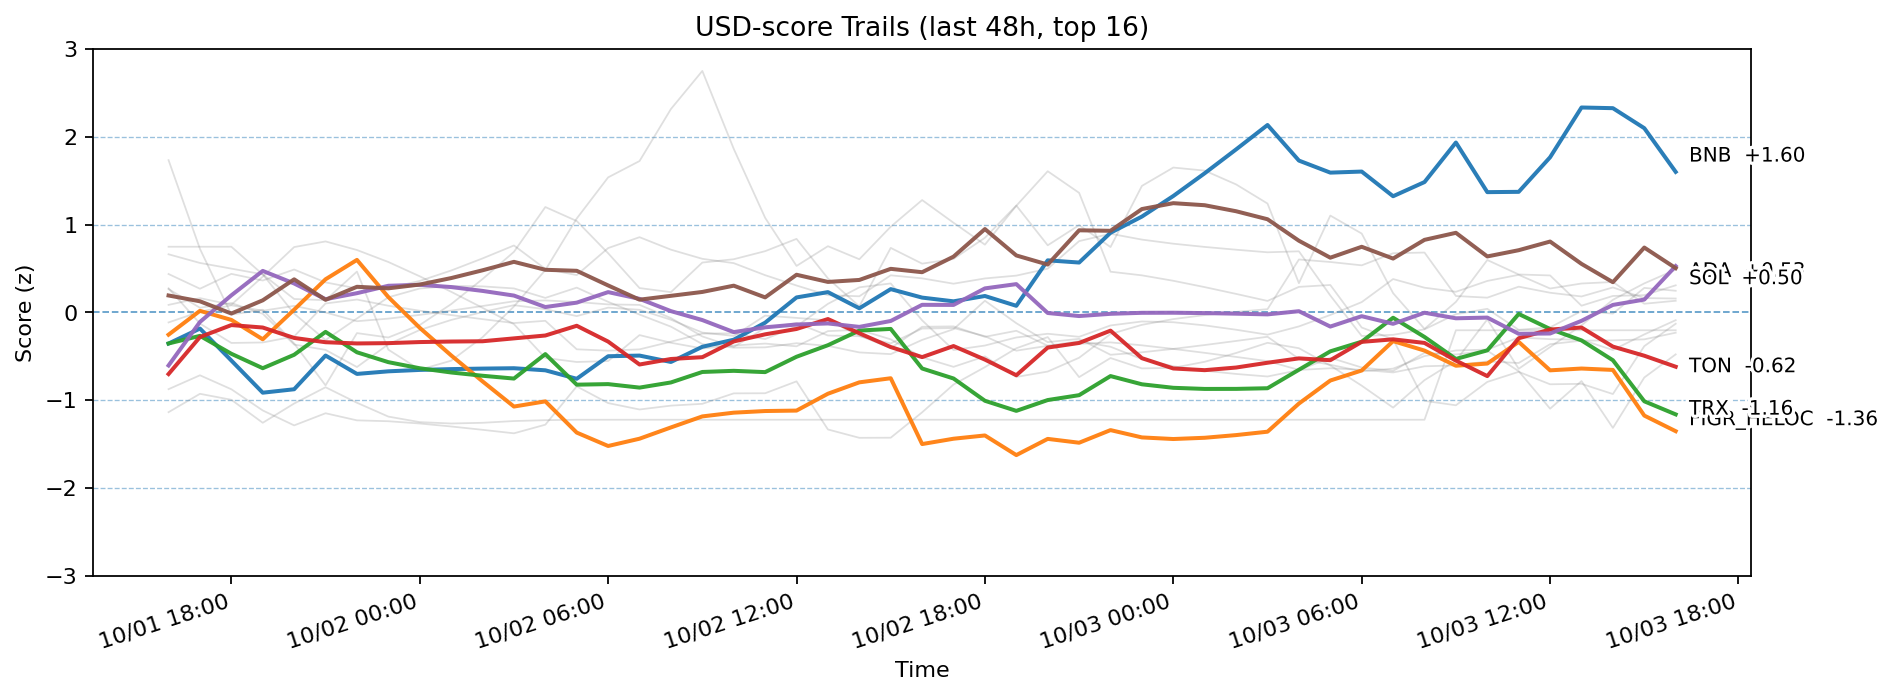 USD-score Trails (last 48h, top 16)
Score (z)
3
2
1
0
−1
−2
−3
BNB +1.60
SOL +0.50
TON -0.62
TRX -1.16
FIGR_HELOC -1.36
10/01 18:00
10/02 00:00
10/02 06:00
10/02 12:00
10/02 18:00
10/03 00:00
10/03 06:00
10/03 12:00
10/03 18:00
Time